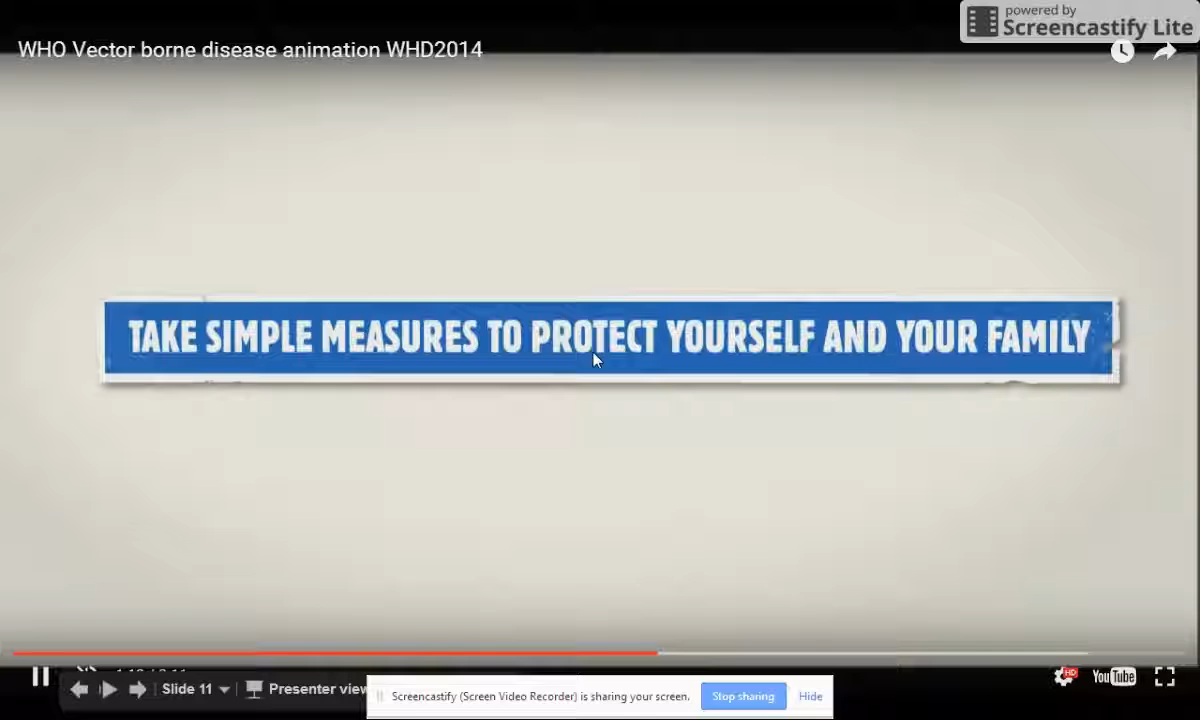 powered by
Screencastify Lite
WHO Vector borne disease animation WHD2014
TAKE SIMPLE MEASURES TO PROTECT YOURSELF AND YOUR FAMILY
HD
YouTube
Slide 11
Presenter view
Screencastify (Screen Video Recorder) is sharing your screen.
Stop sharing
Hide